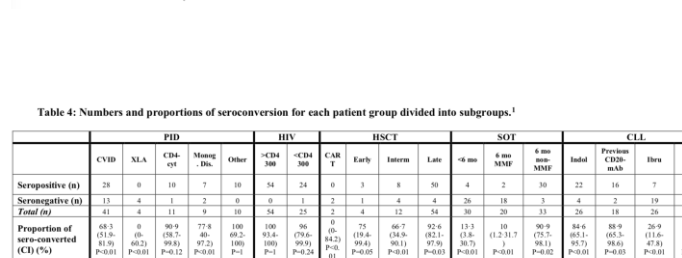 Table 4: Numbers and proportions of seroconversion for each patient group divided into subgroups.¹
PID HIV HSCT SOT CLL
CVID XLA CD4-cyt Monog. Dis. Other >CD4 300 <CD4 300 CAR T Early Interm Late <6 mo 6 mo MMF 6 mo non-MMF Indol Previous CD20-mAb Ibru
Seropositive (n) 28 0 10 7 10 54 24 0 3 8 50 4 2 30 22 16 7
Seronegative (n) 13 4 1 2 0 0 1 2 1 4 4 26 18 3 4 2 19
Total (n) 41 4 11 9 10 54 25 2 4 12 54 30 20 33 26 18 26
Proportion of 68·3 0 90·9 77·8 100 100 96 0 75 66·7 92·6 13·3 10 90·9 84·6 88·9 26·9
sero-converted (51.9- (0- (58.7- 40- 69.2- 93.4- (79.6- (0- (19.4- (34.9- (82.1- (3.8- (1.2 31.7 (75.7- (65.1- (65.3- (11.6-
(CI) (%) 81.9) 60.2) 99.8) 97.2) 100) 100) 99.9) 84.2) 99.4) 90.1) 97.9) 30.7) ) 98.1) 95.7) 98.6) 47.8)
P<0.01 P<0.01 P=0.12 P<0.01 P=1 P=1 P=0.24 P<0. P=0.05 P<0.01 P=0.03 P<0.01 P<0.01 P=0.02 P<0.01 P=0.03 P<0.01
01